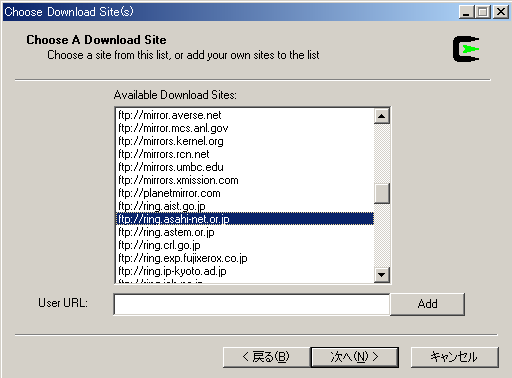 Choose Download Site(s)
Choose A Download Site
Choose a site from this list, or add your own sites to the list
Available Download Sites:
ftp://mirror.averse.net
ftp://mirror.mcs.anl.gov
ftp://mirrors.kernel.org
ftp://mirrors.rcn.net
ftp://mirrors.umbc.edu
ftp://mirrors.xmission.com
ftp://planetmirror.com
ftp://ring.aist.go.jp
ftp://ring.asahi-net.or.jp
ftp://ring.astem.or.jp
ftp://ring.crl.go.jp
ftp://ring.exp.fujixerox.co.jp
ftp://ring.ip-kyoto.ad.jp
User URL:
Add
< 戻る(B)
次へ(N) >
キャンセル